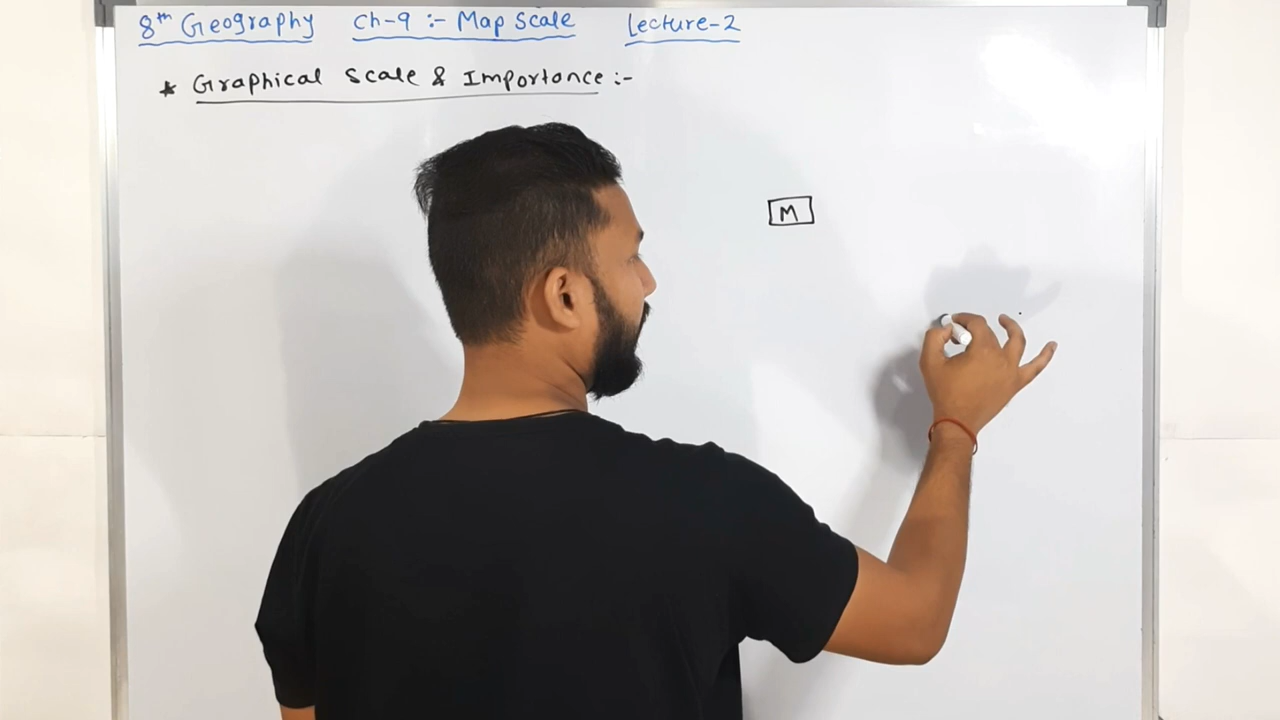 8th Geography Ch-9 :- Map Scale Lecture-2
* Graphical Scale & Importance :-
M